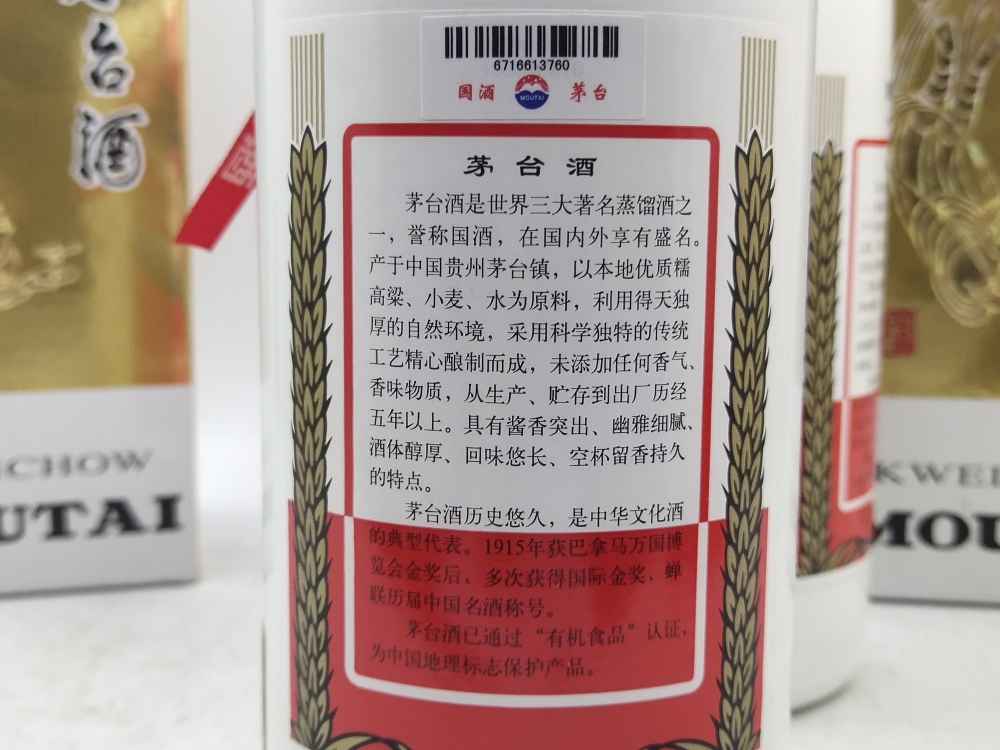 台酒
6716613760
国酒 MOUTAI 茅台
茅台酒
茅台酒是世界三大著名蒸馏酒之
一，誉称国酒，在国内外享有盛名。
产于中国贵州茅台镇，以本地优质糯
高粱、小麦、水为原料，利用得天独
厚的自然环境，采用科学独特的传统
工艺精心酿制而成，未添加任何香气、
香味物质，从生产、贮存到出厂历经
五年以上。具有酱香突出、幽雅细腻、
酒体醇厚、回味悠长、空杯留香持久
的特点。
茅台酒历史悠久，是中华文化酒
的典型代表。1915年获巴拿马万国博
览会金奖后、多次获得国际金奖、蝉
联历届中国名酒称号。
茅台酒已通过“有机食品”认证，
为中国地理标志保护产品。
ICHOW
UTAI
KWEI
MOU